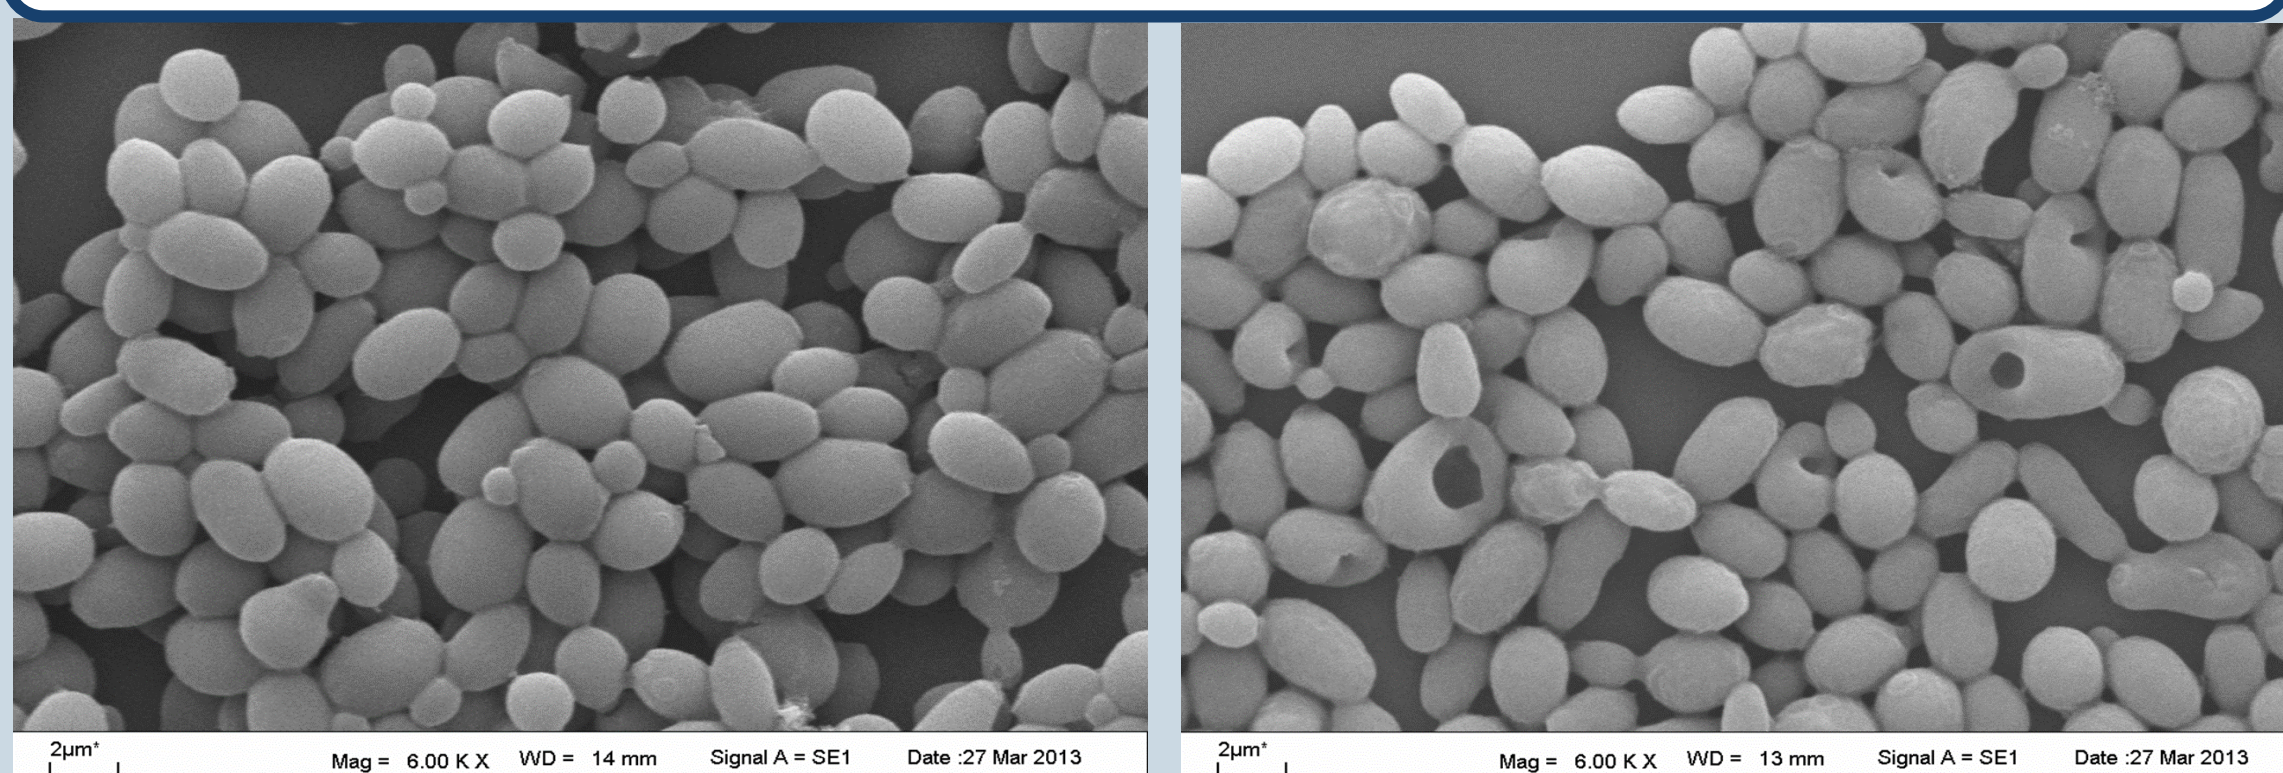 2µm*
Mag = 6.00 K X WD = 14 mm Signal A = SE1 Date :27 Mar 2013
2µm*
Mag = 6.00 K X WD = 13 mm Signal A = SE1 Date :27 Mar 2013